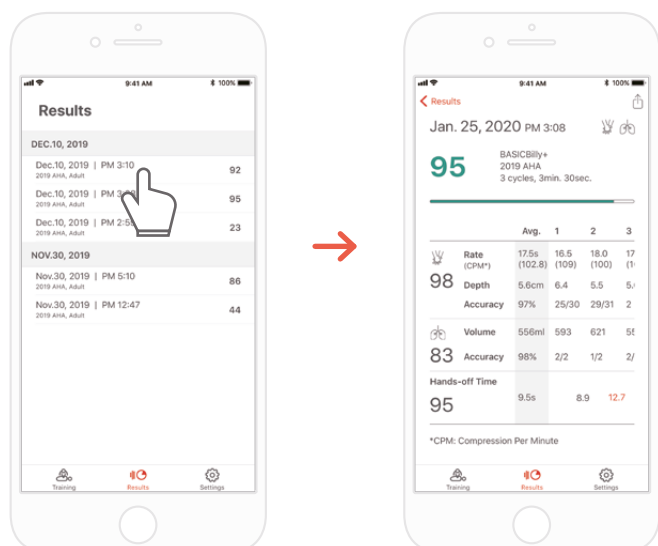 9:41 AM
100%
Results
DEC.10, 2019
Dec.10, 2019 | PM 3:10
2019 AHA, Adult
92
Dec.10, 2019 | PM
2019 AHA, Adult
95
Dec.10, 2019 | PM 2:5
2019 AHA, Adult
23
NOV.30, 2019
Nov.30, 2019 | PM 5:10
2019 AHA, Adult
86
Nov.30, 2019 | PM 12:47
2019 AHA, Adult
44
Training Results Settings
9:41 AM
100%
Results
Jan. 25, 2020 PM 3:08
95
BASICBilly+
2019 AHA
3 cycles, 3min. 30sec.
Avg. 1 2 3
98
Rate 17.5s 16.5 18.0 17
(CPM*) (102.8) (109) (100) (1
Depth 5.6cm 6.4 5.5 5.
Accuracy 97% 25/30 29/31 2
83
Volume 556ml 593 621 55
Accuracy 98% 2/2 1/2 2/
Hands-off Time
95
9.5s 8.9 12.7
*CPM: Compression Per Minute
Training Results Settings